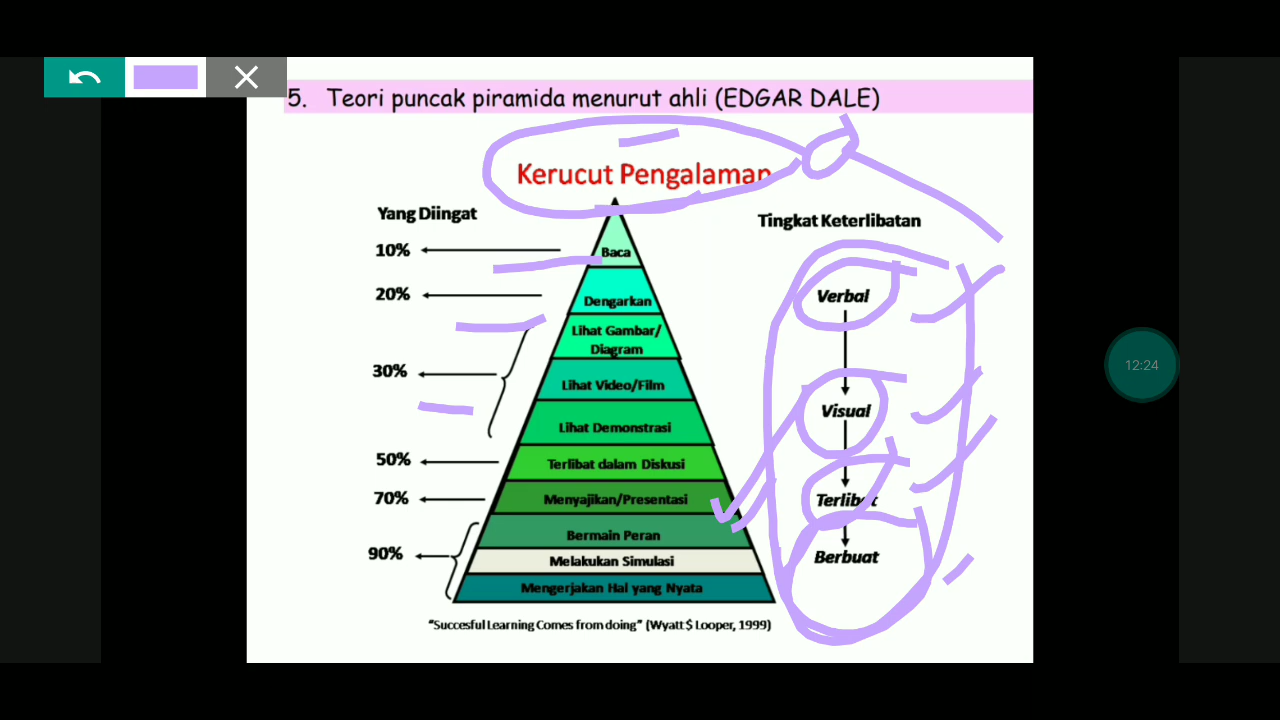 5. Teori puncak piramida menurut ahli (EDGAR DALE)
Kerucut Pengalaman
Yang Diingat
Tingkat Keterlibatan
10%
Baca
20%
Dengarkan
Verbal
Lihat Gambar/
Diagram
30%
Lihat Video/Film
Visual
Lihat Demonstrasi
50%
Terlibat dalam Diskusi
70%
Menyajikan/Presentasi
Terlibat
90%
Bermain Peran
Melakukan Simulasi
Berbuat
Mengerjakan Hal yang Nyata
"Succesful Learning Comes from doing" (Wyatt $ Looper, 1999)
12:24